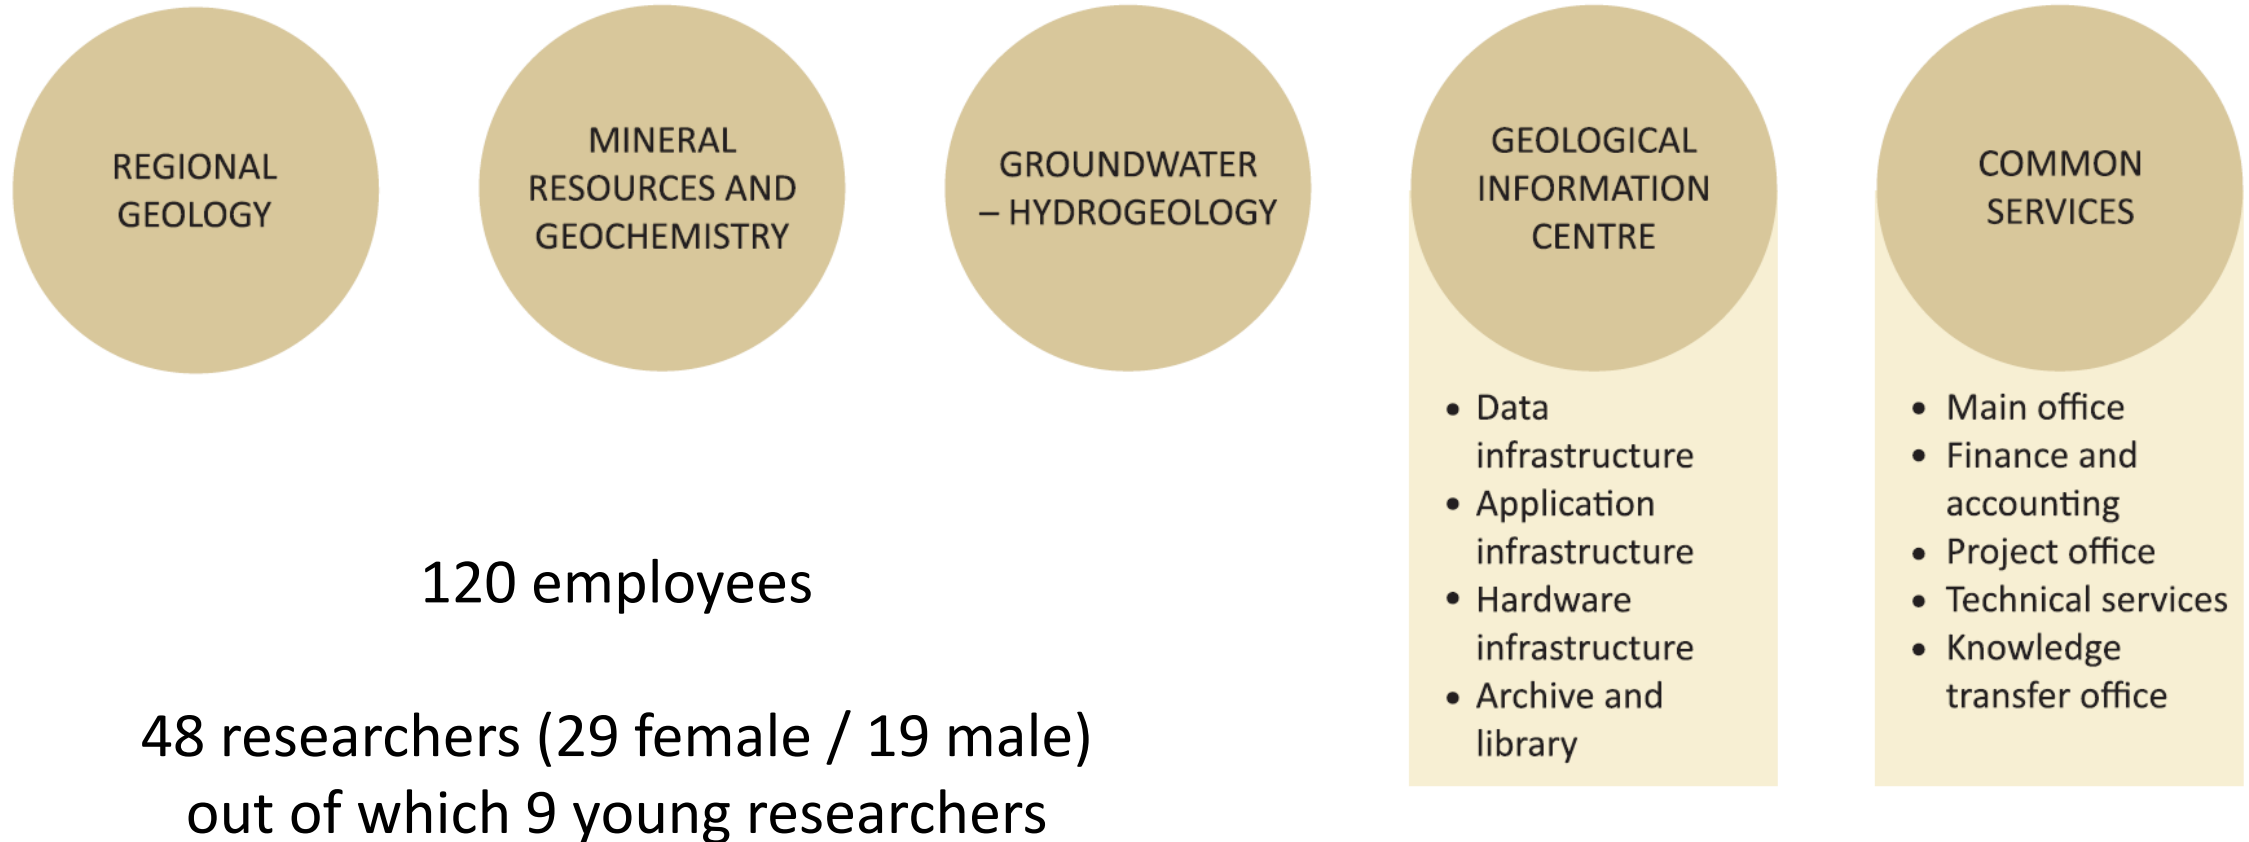 REGIONAL
GEOLOGY
MINERAL
RESOURCES AND
GEOCHEMISTRY
GROUNDWATER
– HYDROGEOLOGY
GEOLOGICAL
INFORMATION
CENTRE
• Data
infrastructure
• Application
infrastructure
• Hardware
infrastructure
• Archive and
library
COMMON
SERVICES
• Main office
• Finance and
accounting
• Project office
• Technical services
• Knowledge
transfer office
120 employees
48 researchers (29 female / 19 male)
out of which 9 young researchers